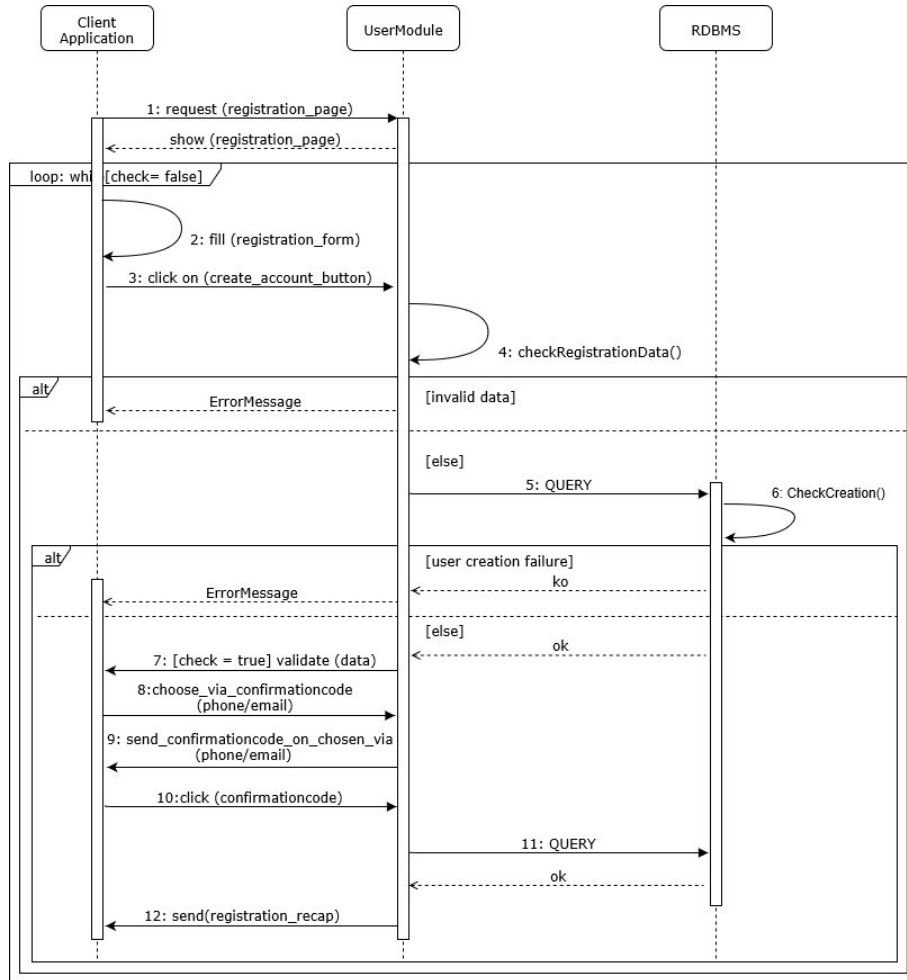 Client
Application
UserModule
RDBMS
1: request (registration_page)
show (registration_page)
loop: whi [check= false]
2: fill (registration_form)
3: click on (create_account_button)
4: checkRegistrationData()
alt
[invalid data]
ErrorMessage
[else]
5: QUERY
6: CheckCreation()
alt
[user creation failure]
ko
ErrorMessage
[else]
ok
7: [check = true] validate (data)
8:choose_via_confirmationcode
(phone/email)
9: send_confirmationcode_on_chosen_via
(phone/email)
10:click (confirmationcode)
11: QUERY
ok
12: send(registration_recap)